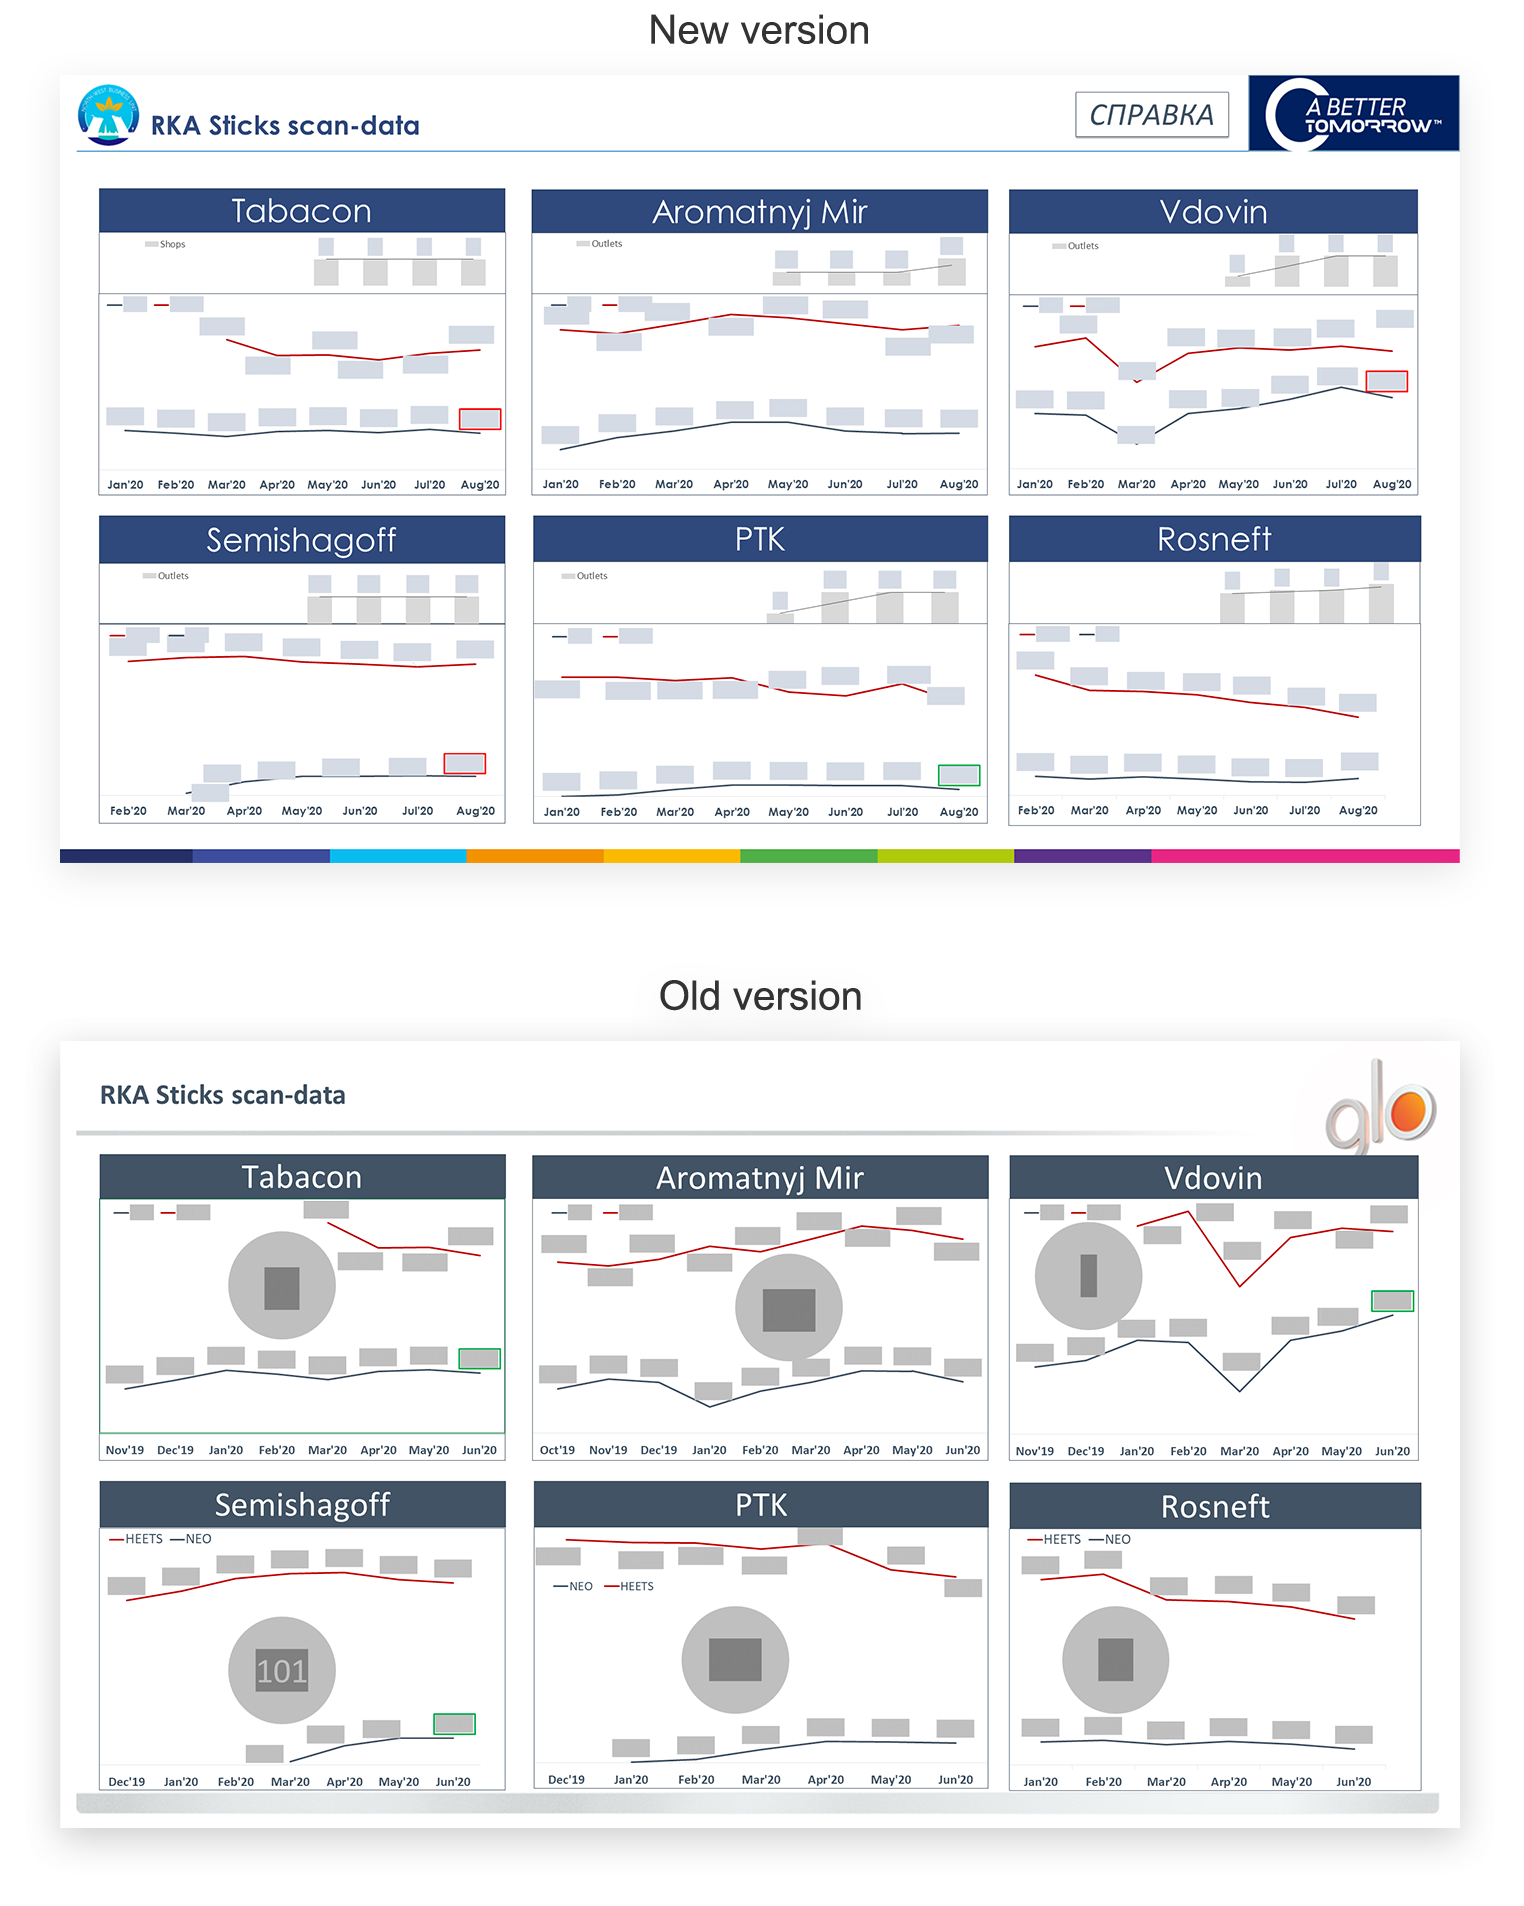 New version
NORTH-WEST BUSINESS UNIT
RKA Sticks scan-data
СПРАВКА
A BETTER
TOMORROW™
Tabacon
Shops
Jan'20 Feb'20 Mar'20 Apr'20 May'20 Jun'20 Jul'20 Aug'20
Aromatnyj Mir
Outlets
Jan'20 Feb'20 Mar'20 Apr'20 May'20 Jun'20 Jul'20 Aug'20
Vdovin
Outlets
Jan'20 Feb'20 Mar'20 Apr'20 May'20 Jun'20 Jul'20 Aug'20
Semishagoff
Outlets
Feb'20 Mar'20 Apr'20 May'20 Jun'20 Jul'20 Aug'20
PTK
Outlets
Jan'20 Feb'20 Mar'20 Apr'20 May'20 Jun'20 Jul'20 Aug'20
Rosneft
Feb'20 Mar'20 Arp'20 May'20 Jun'20 Jul'20 Aug'20
Old version
RKA Sticks scan-data
glo
Tabacon
Nov'19 Dec'19 Jan'20 Feb'20 Mar'20 Apr'20 May'20 Jun'20
Aromatnyj Mir
Oct'19 Nov'19 Dec'19 Jan'20 Feb'20 Mar'20 Apr'20 May'20 Jun'20
Vdovin
Nov'19 Dec'19 Jan'20 Feb'20 Mar'20 Apr'20 May'20 Jun'20
Semishagoff
HEETS NEO
101
Dec'19 Jan'20 Feb'20 Mar'20 Apr'20 May'20 Jun'20
PTK
NEO HEETS
Dec'19 Jan'20 Feb'20 Mar'20 Apr'20 May'20 Jun'20
Rosneft
HEETS NEO
Jan'20 Feb'20 Mar'20 Arp'20 May'20 Jun'20